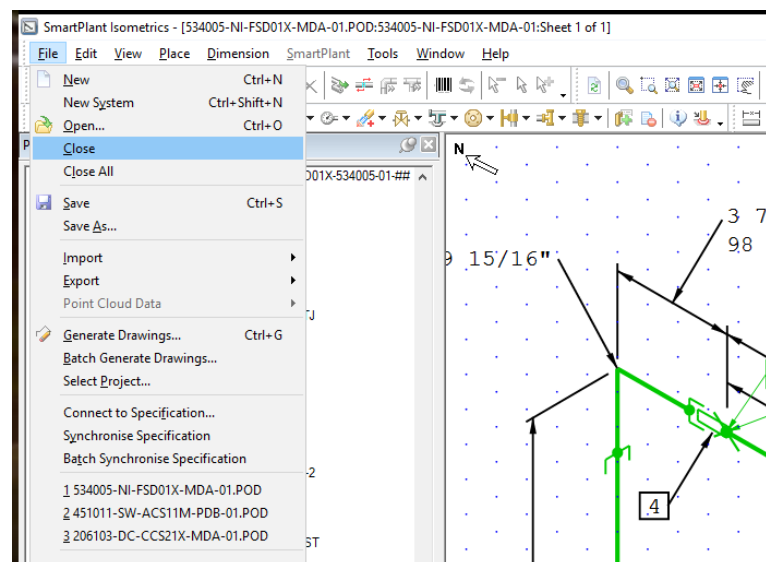 SmartPlant Isometrics - [534005-NI-FSD01X-MDA-01.POD:534005-NI-FSD01X-MDA-01:Sheet 1 of 1]
File Edit View Place Dimension SmartPlant Tools Window Help
New Ctrl+N
New System Ctrl+Shift+N
Open... Ctrl+O
Close
Close All
Save Ctrl+S
Save As...
Import
Export
Point Cloud Data
Generate Drawings... Ctrl+G
Batch Generate Drawings...
Select Project...
Connect to Specification...
Synchronise Specification
Batch Synchronise Specification
1 534005-NI-FSD01X-MDA-01.POD
2 451011-SW-ACS11M-PDB-01.POD
3 206103-DC-CCS21X-MDA-01.POD
P
D01X-534005-01-##
TJ
-2
ST
N
3 7
98
9 15/16"
4